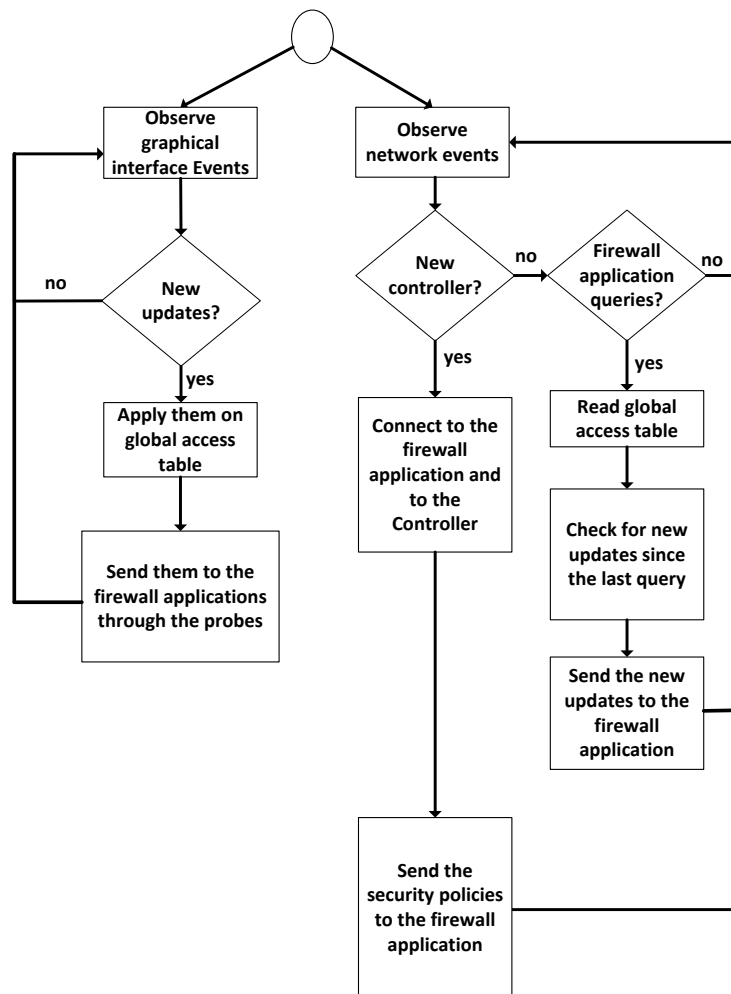 Observe
graphical
interface Events
New
updates?
no
yes
Apply them on
global access
table
Send them to the
firewall applications
through the probes
Observe
network events
New
controller?
no
yes
Connect to the
firewall
application and
to the
Controller
Send the
security policies
to the firewall
application
Firewall
application
queries?
no
yes
Read global
access table
Check for new
updates since
the last query
Send the new
updates to the
firewall
application